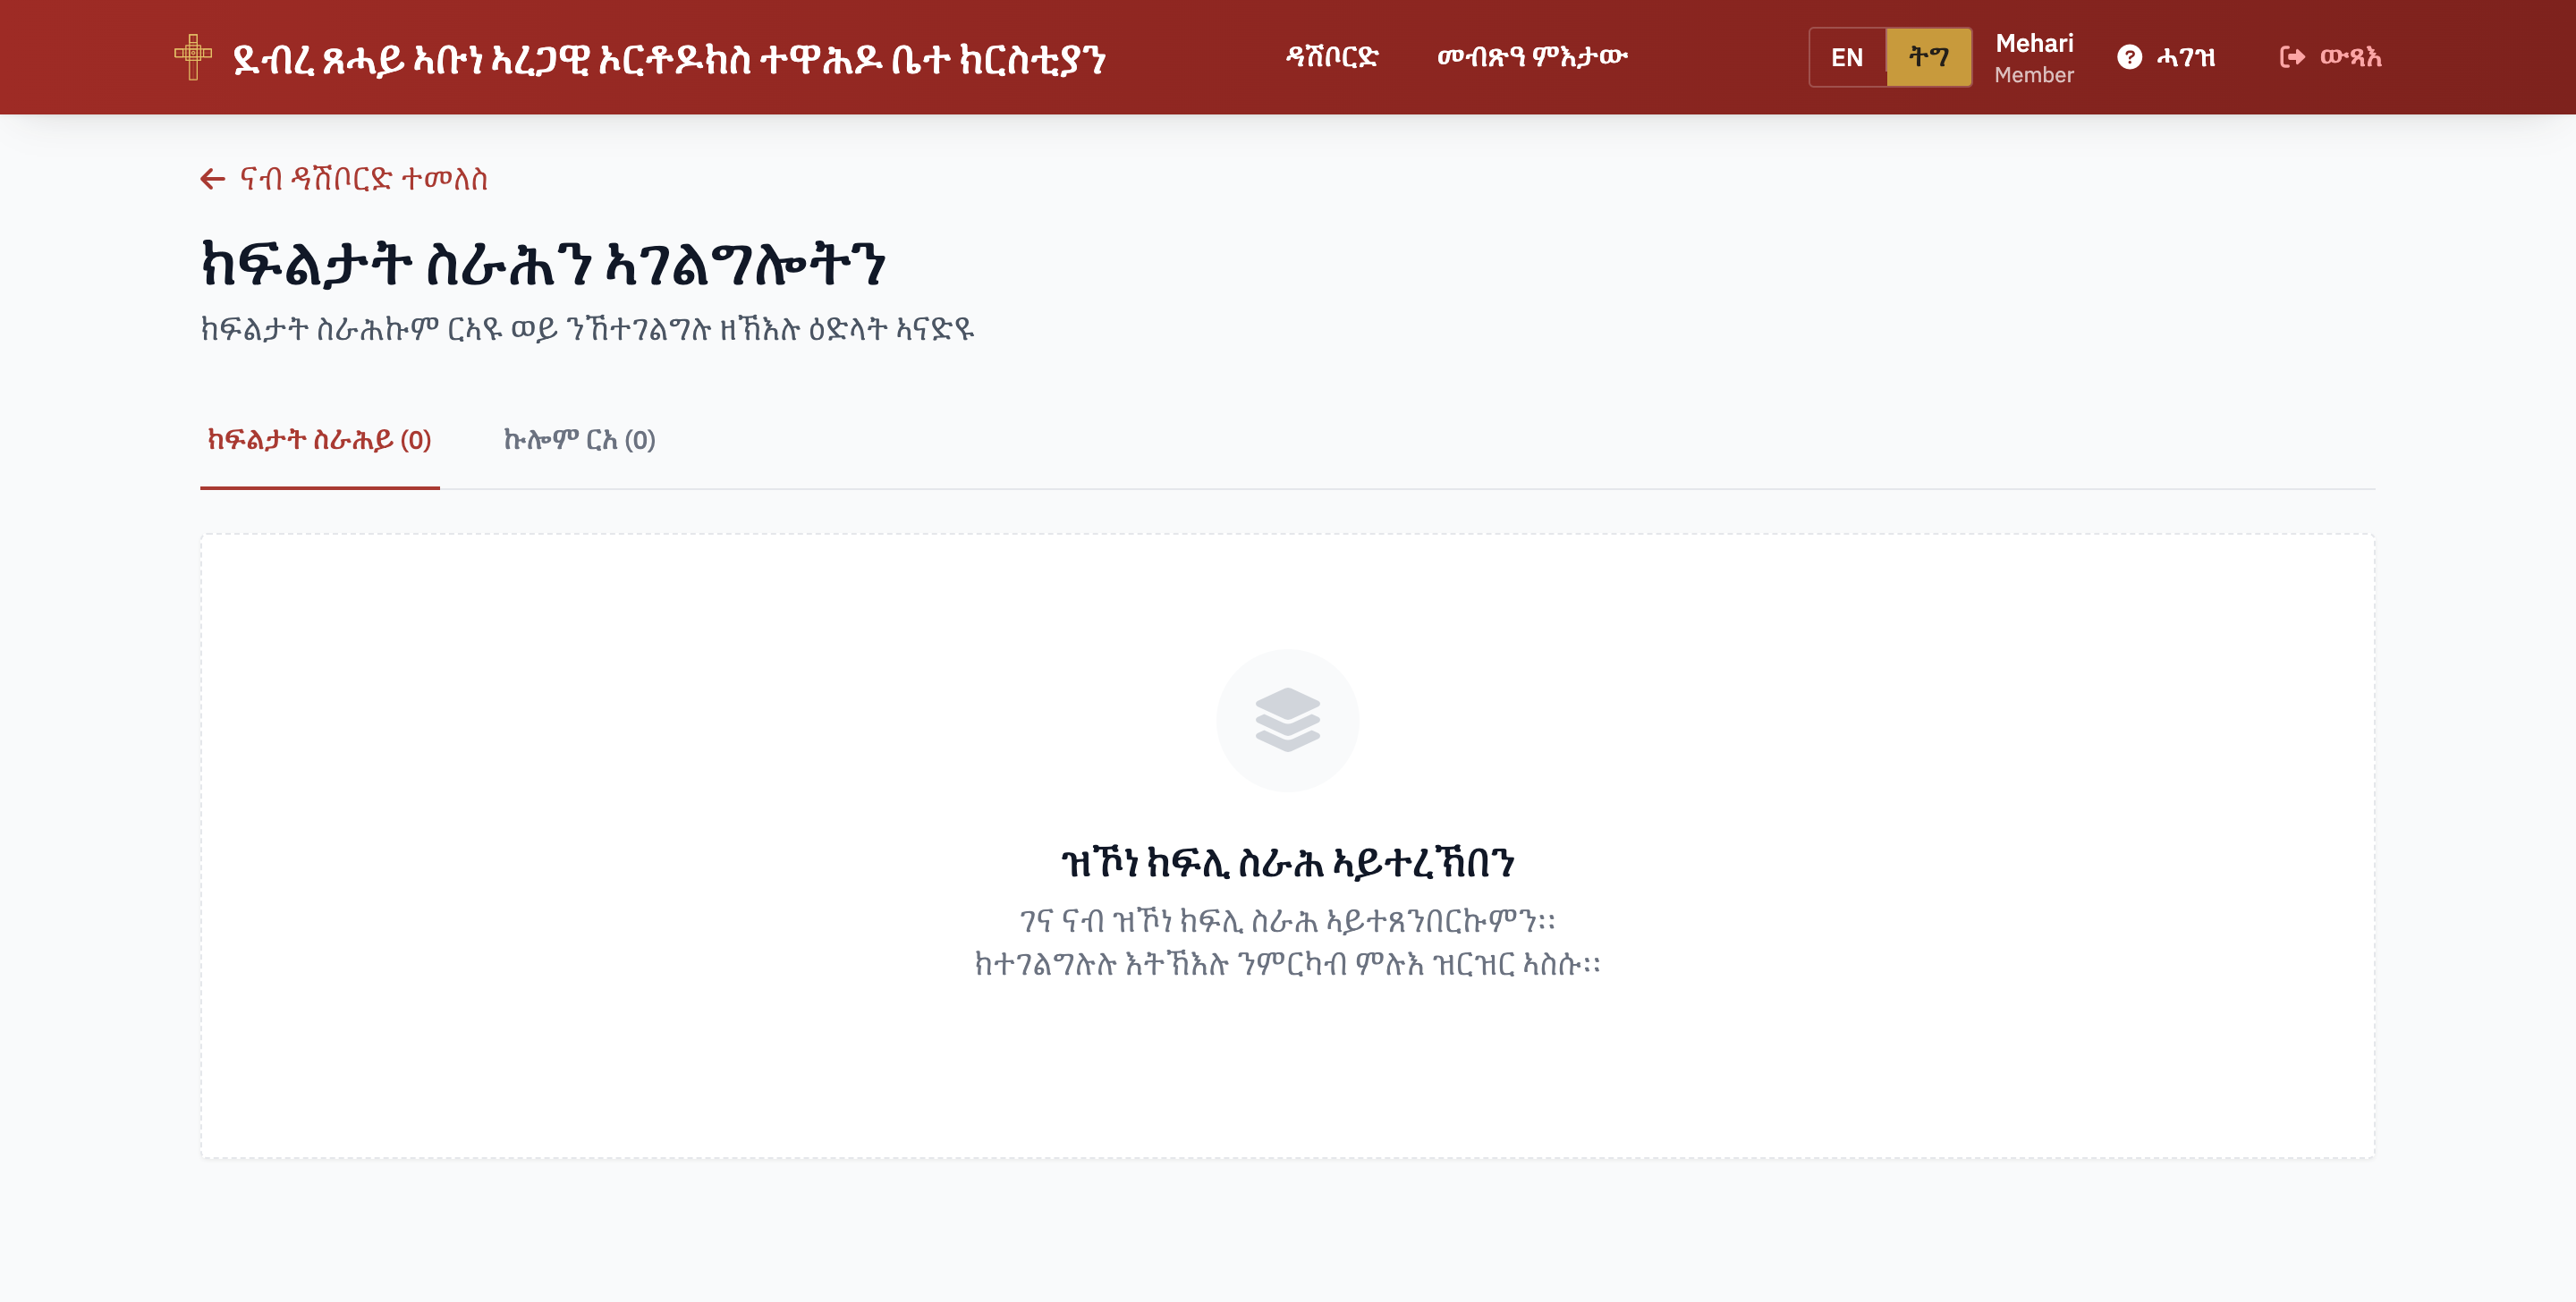 ደብረ ጸሓይ ኣቡነ ኣረጋዊ ኦርቶዶክስ ተዋሕዶ ቤተ ክርስቲያን
ዳሽቦርድ
መብጽዓ ምእታው
EN
ትግ
Mehari
Member
ሓገዝ
ውጻእ
ናብ ዳሽቦርድ ተመለስ
ክፍልታት ስራሕን ኣገልግሎትን
ክፍልታት ስራሕኩም ርኣዩ ወይ ንኸተገልግሉ ዘኽእሉ ዕድላት ኣናድዩ
ክፍልታት ስራሕይ (0)
ኩሎም ርአ (0)
ዝኾነ ክፍሊ ስራሕ ኣይተረኽበን
ገና ናብ ዝኾነ ክፍሊ ስራሕ ኣይተጸንበርኩምን።
ክተገልግሉሉ እትኽእሉ ንምርካብ ምሉእ ዝርዝር ኣስሱ።